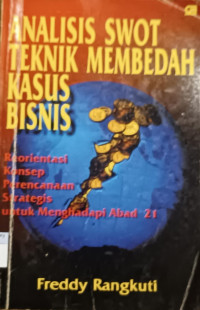 ANALISIS SWOT
TEKNIK MEMBEDAH
KASUS
BISNIS
Reorientasi
Konsep
Perencanaan
Strategis
untuk Menghadapi Abad 21
Freddy Rangkuti